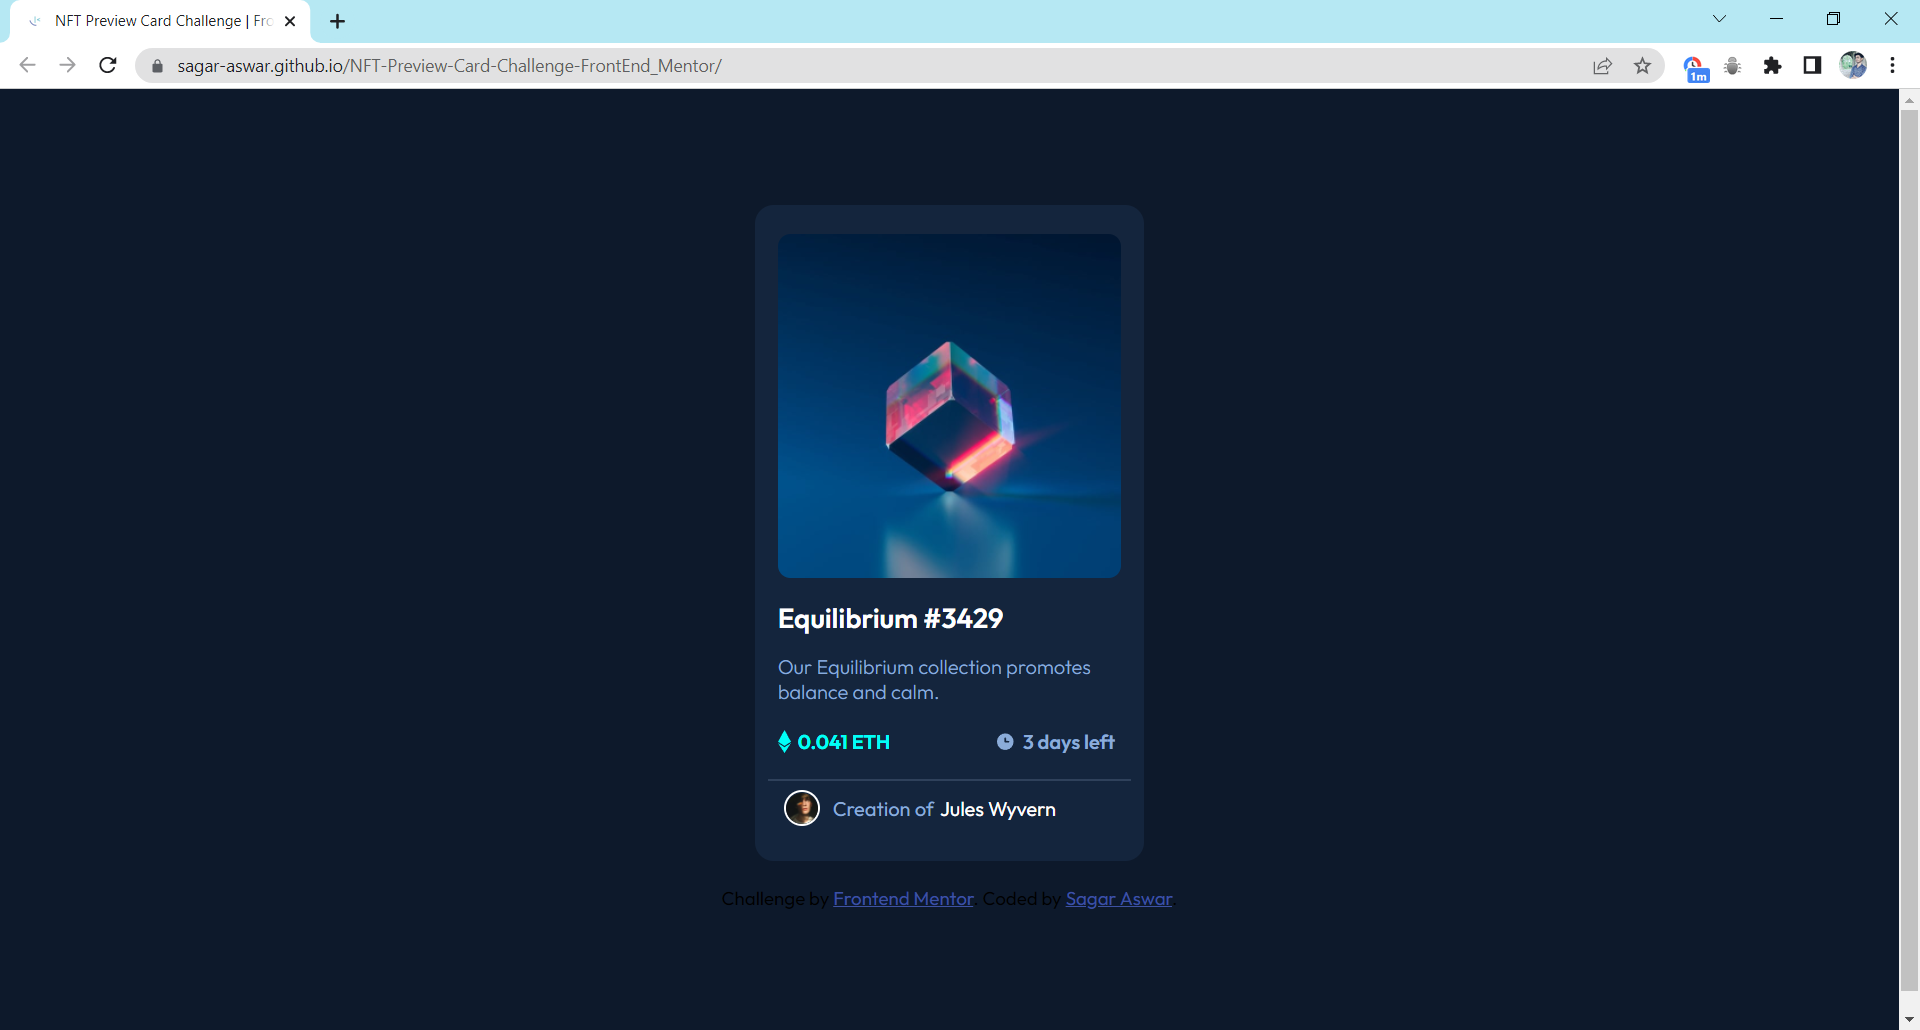 NFT Preview Card Challenge | Fro
sagar-aswar.github.io/NFT-Preview-Card-Challenge-FrontEnd_Mentor/
1m
Equilibrium #3429
Our Equilibrium collection promotes
balance and calm.
0.041 ETH
3 days left
Creation of Jules Wyvern
Challenge by Frontend Mentor. Coded by Sagar Aswar.